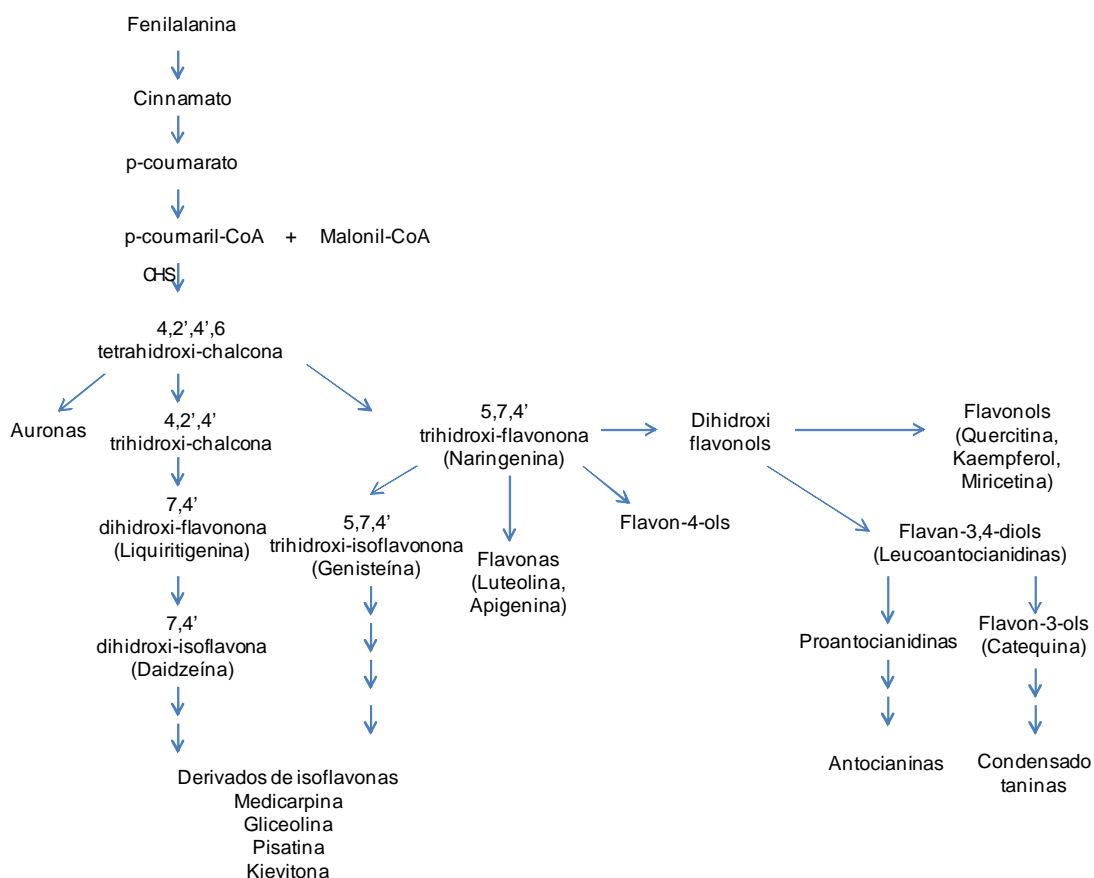 Fenilalanina
Cinnamato
p-coumarato
p-coumaril-CoA + Malonil-CoA
CHS
4,2',4',6
tetrahidroxi-chalcona
Auronas
4,2',4'
trihidroxi-chalcona
7,4'
dihidroxi-flavonona
(Liquiritigenina)
7,4'
dihidroxi-isoflavona
(Daidzeína)
5,7,4'
trihidroxi-flavonona
(Naringenina)
5,7,4'
trihidroxi-isoflavonona
(Genisteína)
Flavonas
(Luteolina,
Apigenina)
Flavon-4-ols
Dihidroxi
flavonols
Flavonols
(Quercitina,
Kaempferol,
Miricetina)
Flavan-3,4-diols
(Leucoantocianidinas)
Proantocianidinas
Flavon-3-ols
(Catequina)
Antocianinas
Condensado
taninas
Derivados de isoflavonas
Medicarpina
Gliceolina
Pisatina
Kievitona